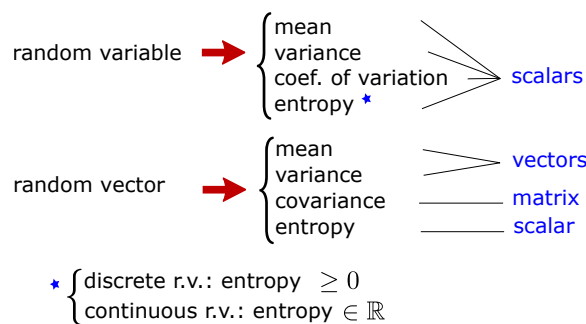 mean
random variable variance
coef. of variation scalars
entropy
mean
vectors
random vector variance
covariance matrix
entropy scalar
discrete r.v.: entropy ≥ 0
continuous r.v.: entropy ∈ ℝ